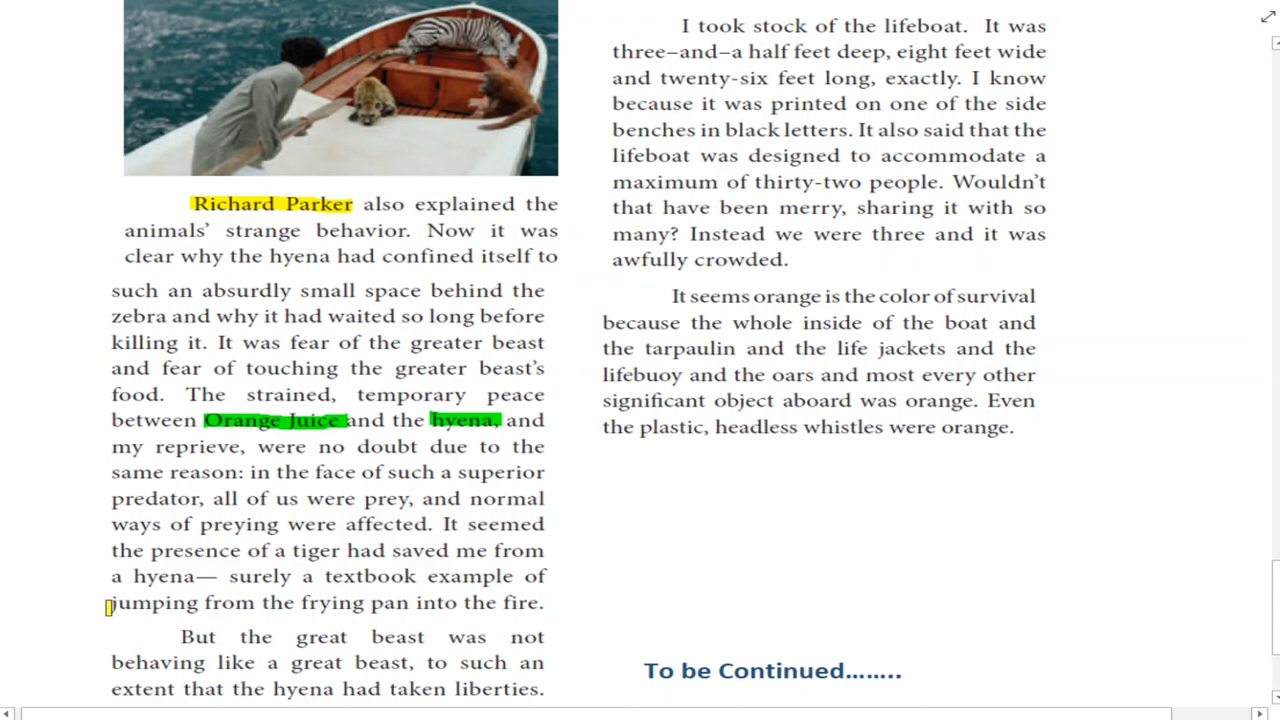 Richard Parker also explained the
animals’ strange behavior. Now it was
clear why the hyena had confined itself to
such an absurdly small space behind the
zebra and why it had waited so long before
killing it. It was fear of the greater beast
and fear of touching the greater beast’s
food. The strained, temporary peace
between Orange Juice and the hyena, and
my reprieve, were no doubt due to the
same reason: in the face of such a superior
predator, all of us were prey, and normal
ways of preying were affected. It seemed
the presence of a tiger had saved me from
a hyena— surely a textbook example of
jumping from the frying pan into the fire.
But the great beast was not
behaving like a great beast, to such an
extent that the hyena had taken liberties.
I took stock of the lifeboat. It was
three–and–a half feet deep, eight feet wide
and twenty-six feet long, exactly. I know
because it was printed on one of the side
benches in black letters. It also said that the
lifeboat was designed to accommodate a
maximum of thirty-two people. Wouldn’t
that have been merry, sharing it with so
many? Instead we were three and it was
awfully crowded.
It seems orange is the color of survival
because the whole inside of the boat and
the tarpaulin and the life jackets and the
lifebuoy and the oars and most every other
significant object aboard was orange. Even
the plastic, headless whistles were orange.
To be Continued........